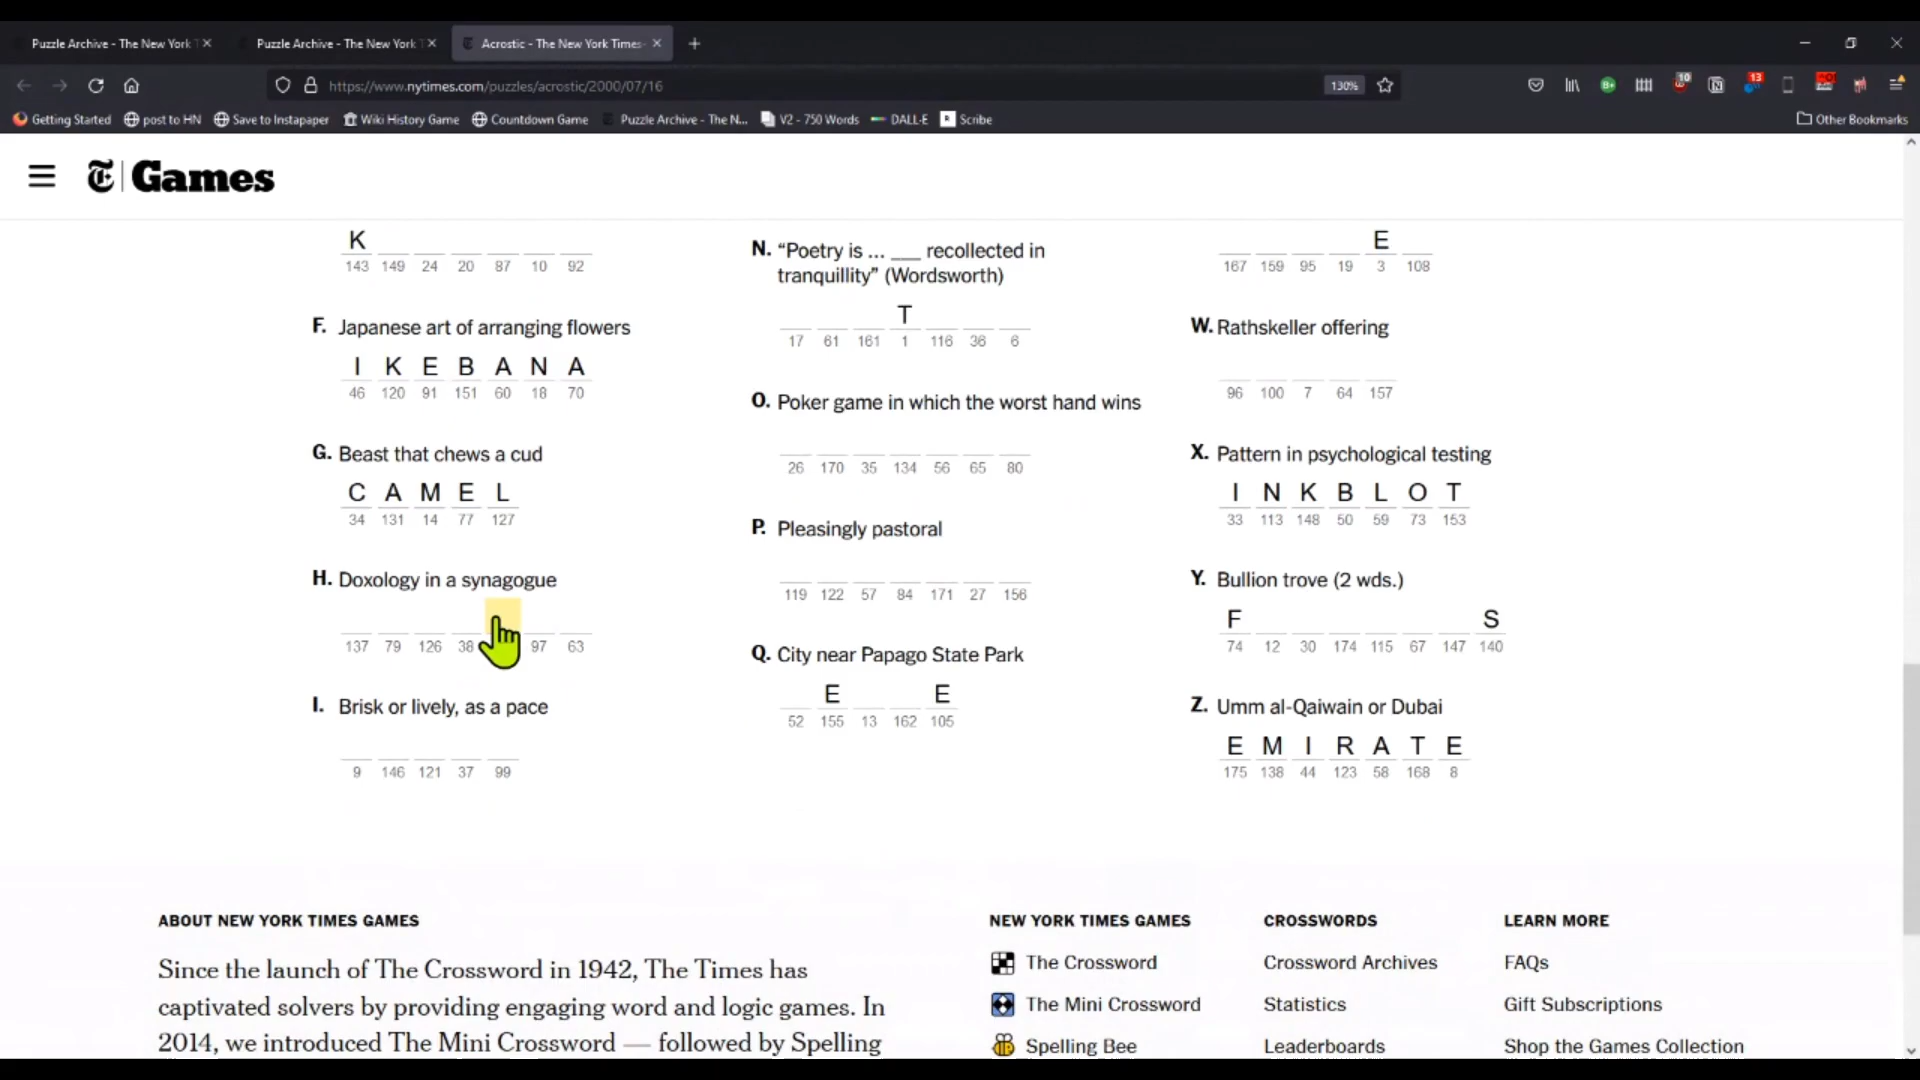 Puzzle Archive - The New York T
Puzzle Archive - The New York T
Acrostic - The New York Times
https://www.nytimes.com/puzzles/acrostic/2000/07/16
130%
10
13
Getting Started
post to HN
Save to Instapaper
Wiki History Game
Countdown Game
Puzzle Archive - The N...
V2 - 750 Words
DALL-E
Scribe
Other Bookmarks
T Games
K
143 149 24 20 87 10 92
F. Japanese art of arranging flowers
I K E B A N A
46 120 91 151 60 18 70
G. Beast that chews a cud
C A M E L
34 131 14 77 127
H. Doxology in a synagogue
137 79 126 38 97 63
I. Brisk or lively, as a pace
9 146 121 37 99
N. “Poetry is ... ___ recollected in
tranquillity” (Wordsworth)
T
17 61 161 1 116 36 6
O. Poker game in which the worst hand wins
26 170 35 134 56 65 80
P. Pleasingly pastoral
119 122 57 84 171 27 156
Q. City near Papago State Park
E E
52 155 13 162 105
E
167 159 95 19 3 108
W. Rathskeller offering
96 100 7 64 157
X. Pattern in psychological testing
I N K B L O T
33 113 148 50 59 73 153
Y. Bullion trove (2 wds.)
F S
74 12 30 174 115 67 147 140
Z. Umm al-Qaiwain or Dubai
E M I R A T E
175 138 44 123 58 168 8
ABOUT NEW YORK TIMES GAMES
Since the launch of The Crossword in 1942, The Times has
captivated solvers by providing engaging word and logic games. In
2014, we introduced The Mini Crossword — followed by Spelling
NEW YORK TIMES GAMES
The Crossword
The Mini Crossword
Spelling Bee
CROSSWORDS
Crossword Archives
Statistics
Leaderboards
LEARN MORE
FAQs
Gift Subscriptions
Shop the Games Collection